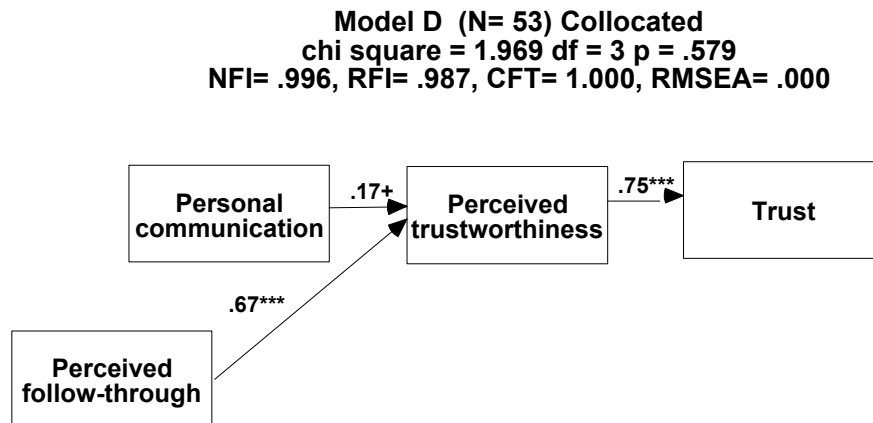 Model D (N= 53) Collocated
chi square = 1.969 df = 3 p = .579
NFI= .996, RFI= .987, CFT= 1.000, RMSEA= .000
Personal
communication
.17+
Perceived
trustworthiness
.75***
Trust
.67***
Perceived
follow-through